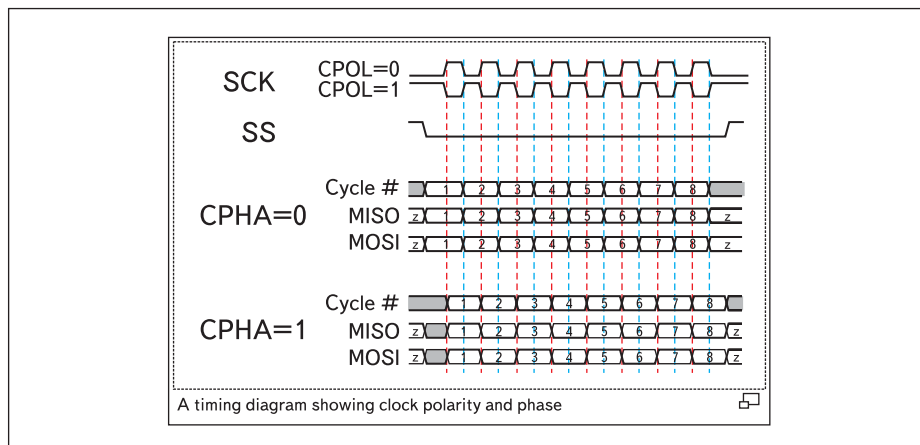 CPOL=0
SCK
CPOL=1
SS
Cycle # 1 2 3 4 5 6 7 8
CPHA=0
MISO z 1 2 3 4 5 6 7 8 z
MOSI z 1 2 3 4 5 6 7 8 z
Cycle # 1 2 3 4 5 6 7 8
CPHA=1
MISO z 1 2 3 4 5 6 7 8 z
MOSI z 1 2 3 4 5 6 7 8 z
A timing diagram showing clock polarity and phase